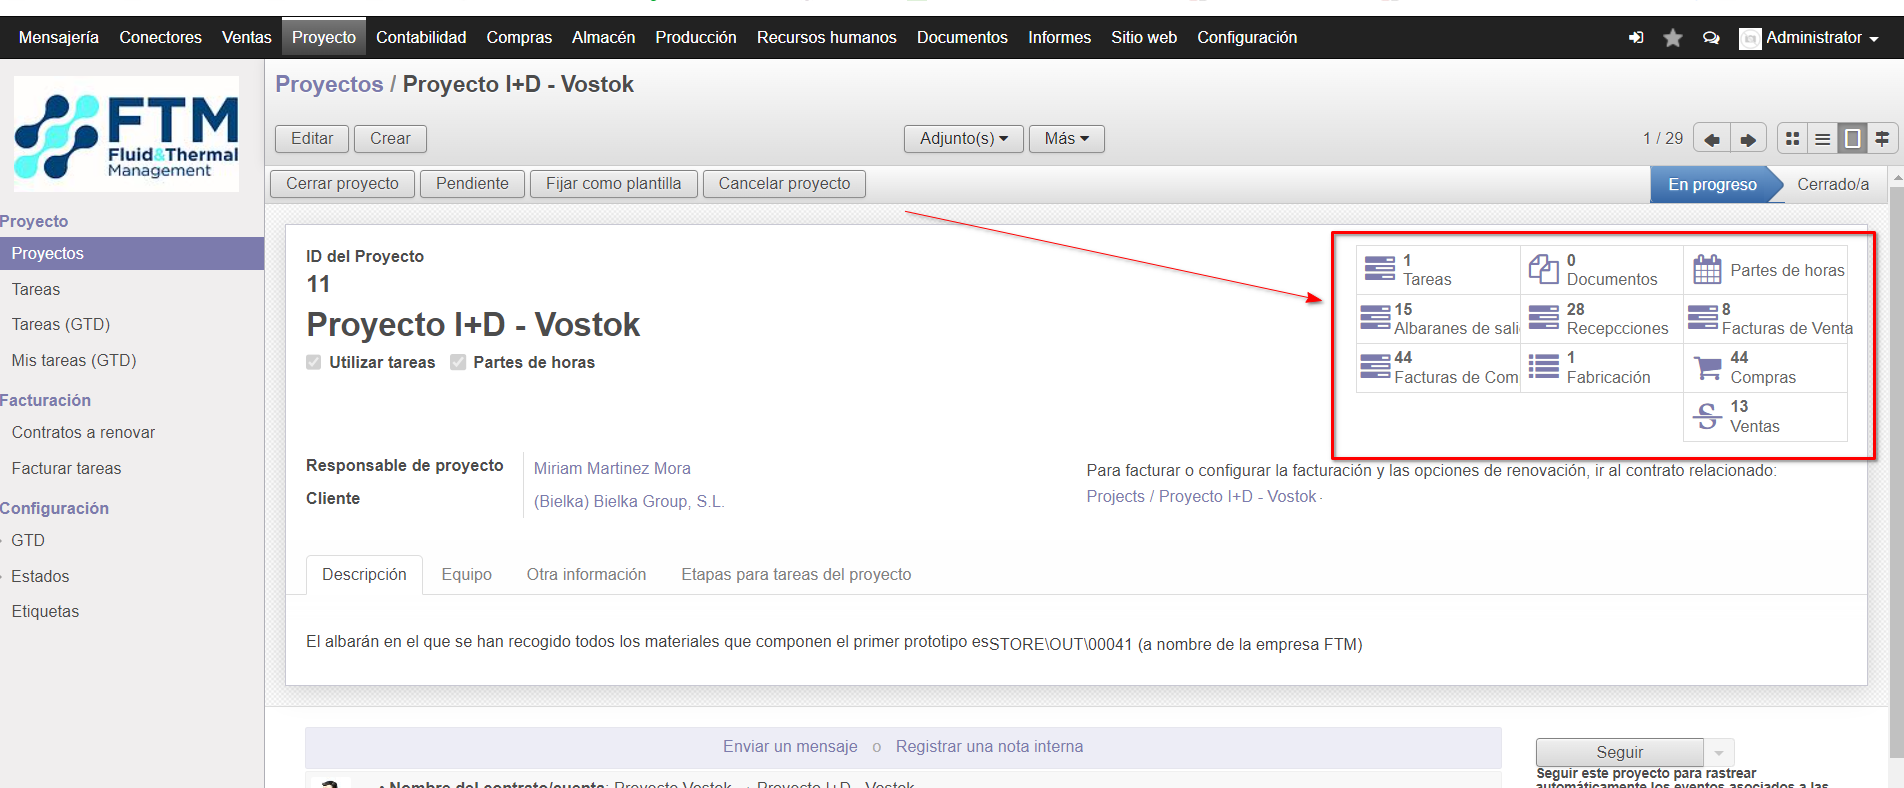 Mensajería Conectores Ventas Proyecto Contabilidad Compras Almacén Producción Recursos humanos Documentos Informes Sitio web Configuración Administrator
FTM
Fluid&Thermal
Management
Proyectos / Proyecto I+D - Vostok
Editar Crear Adjunto(s) Más 1 / 29
Cerrar proyecto Pendiente Fijar como plantilla Cancelar proyecto En progreso Cerrado/a
Proyecto
Proyectos
Tareas
Tareas (GTD)
Mis tareas (GTD)
Facturación
Contratos a renovar
Facturar tareas
Configuración
GTD
Estados
Etiquetas
ID del Proyecto
11
Proyecto I+D - Vostok
Utilizar tareas Partes de horas
1
Tareas
0
Documentos
Partes de horas
15
Albaranes de sali
28
Recepcciones
8
Facturas de Venta
44
Facturas de Com
1
Fabricación
44
Compras
13
Ventas
Responsable de proyecto Miriam Martinez Mora
Cliente (Bielka) Bielka Group, S.L.
Para facturar o configurar la facturación y las opciones de renovación, ir al contrato relacionado:
Projects / Proyecto I+D - Vostok .
Descripción Equipo Otra información Etapas para tareas del proyecto
El albarán en el que se han recogido todos los materiales que componen el primer prototipo esSTORE\OUT\00041 (a nombre de la empresa FTM)
Enviar un mensaje o Registrar una nota interna
Seguir
Seguir este proyecto para rastrear
automáticamente los eventos asociados a las
• Nombre del contrato/cuenta: Proyecto Vostok → Proyecto I+D - Vostok